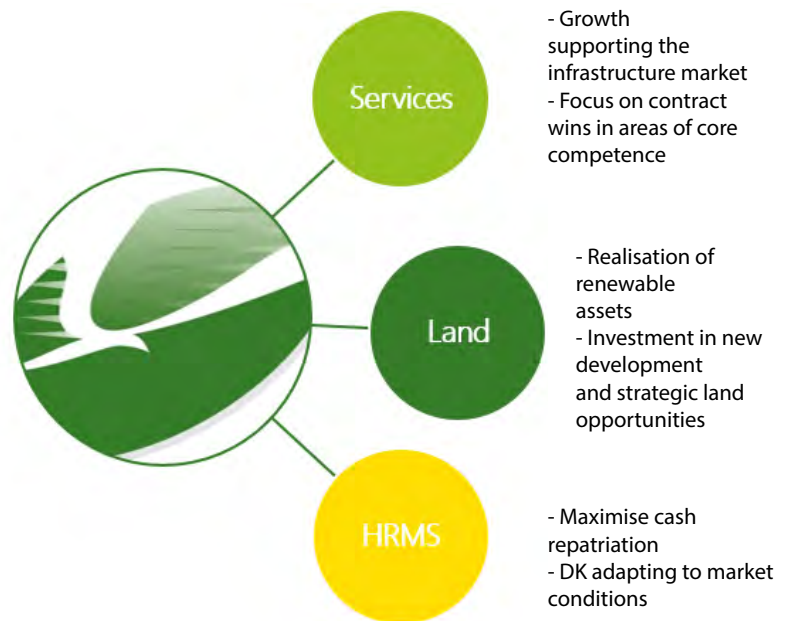 Services
- Growth
supporting the
infrastructure market
- Focus on contract
wins in areas of core
competence
Land
- Realisation of
renewable
assets
- Investment in new
development
and strategic land
opportunities
HRMS
- Maximise cash
repatriation
- DK adapting to market
conditions